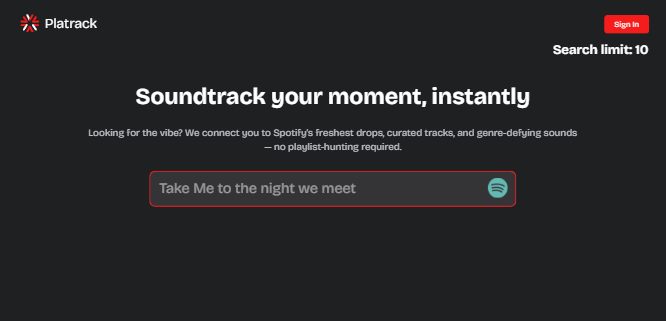 Platrack
Sign In
Search limit: 10
Soundtrack your moment, instantly
Looking for the vibe? We connect you to Spotify's freshest drops, curated tracks, and genre-defying sounds
— no playlist-hunting required.
Take Me to the night we meet